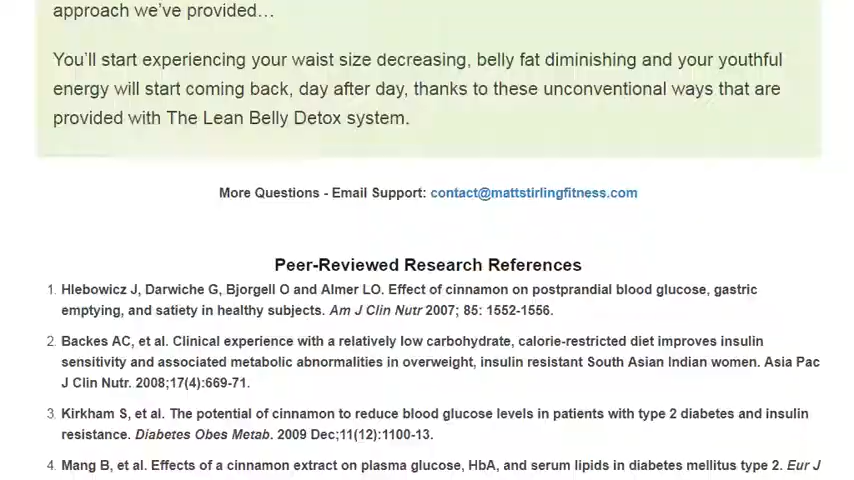 approach we’ve provided…
You’ll start experiencing your waist size decreasing, belly fat diminishing and your youthful
energy will start coming back, day after day, thanks to these unconventional ways that are
provided with The Lean Belly Detox system.
More Questions - Email Support: contact@mattstirlingfitness.com
Peer-Reviewed Research References
1. Hlebowicz J, Darwiche G, Bjorgell O and Almer LO. Effect of cinnamon on postprandial blood glucose, gastric
emptying, and satiety in healthy subjects. Am J Clin Nutr 2007; 85: 1552-1556.
2. Backes AC, et al. Clinical experience with a relatively low carbohydrate, calorie-restricted diet improves insulin
sensitivity and associated metabolic abnormalities in overweight, insulin resistant South Asian Indian women. Asia Pac
J Clin Nutr. 2008;17(4):669-71.
3. Kirkham S, et al. The potential of cinnamon to reduce blood glucose levels in patients with type 2 diabetes and insulin
resistance. Diabetes Obes Metab. 2009 Dec;11(12):1100-13.
4. Mang B, et al. Effects of a cinnamon extract on plasma glucose, HbA, and serum lipids in diabetes mellitus type 2. Eur J